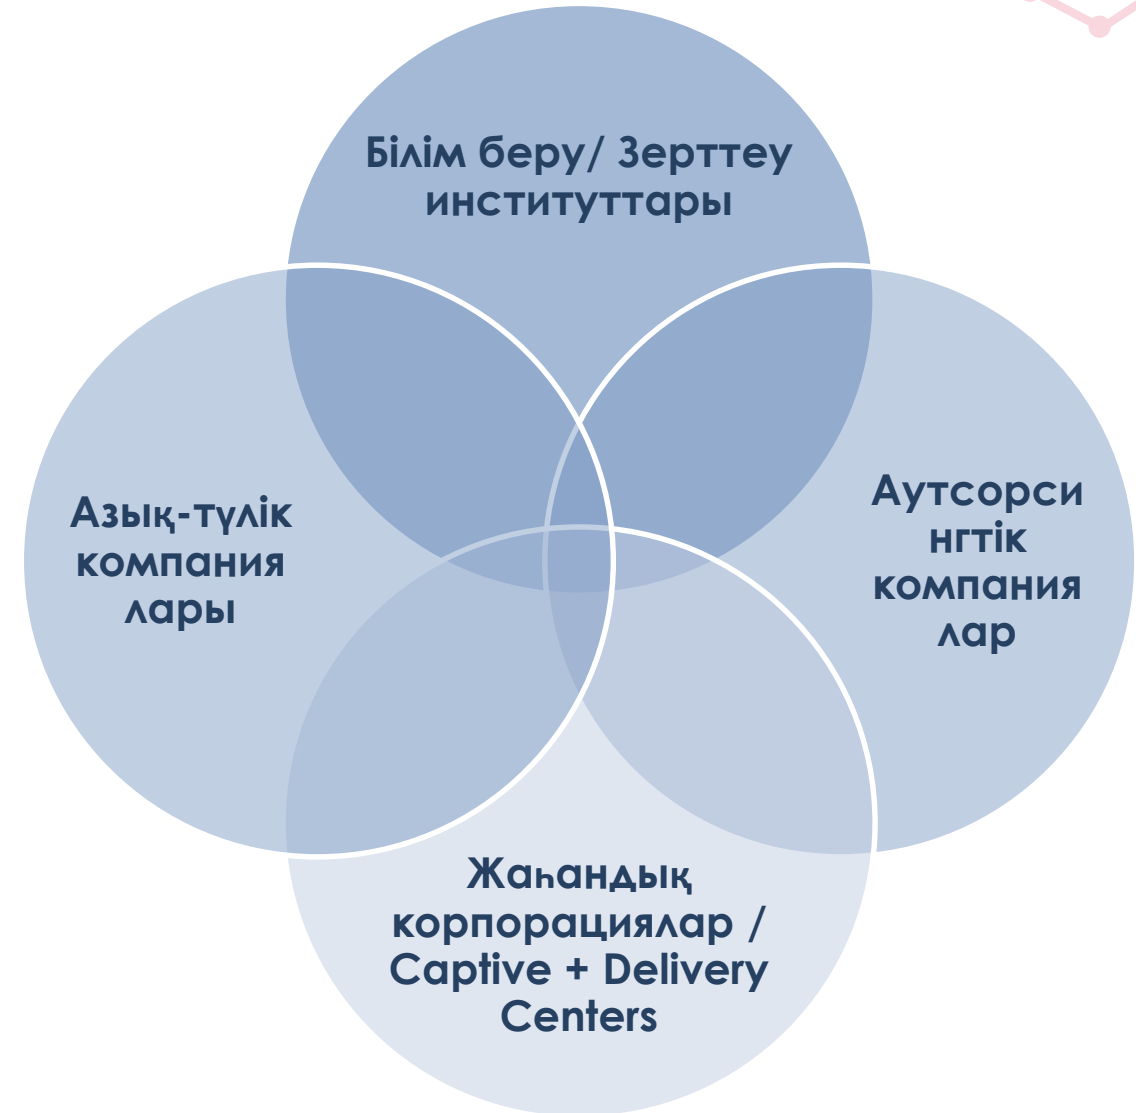 Білім беру/ Зерттеу
институттары
Азық-түлік
компания
лары
Аутсорси
нгтік
компания
лар
Жаһандық
корпорациялар /
Captive + Delivery
Centers